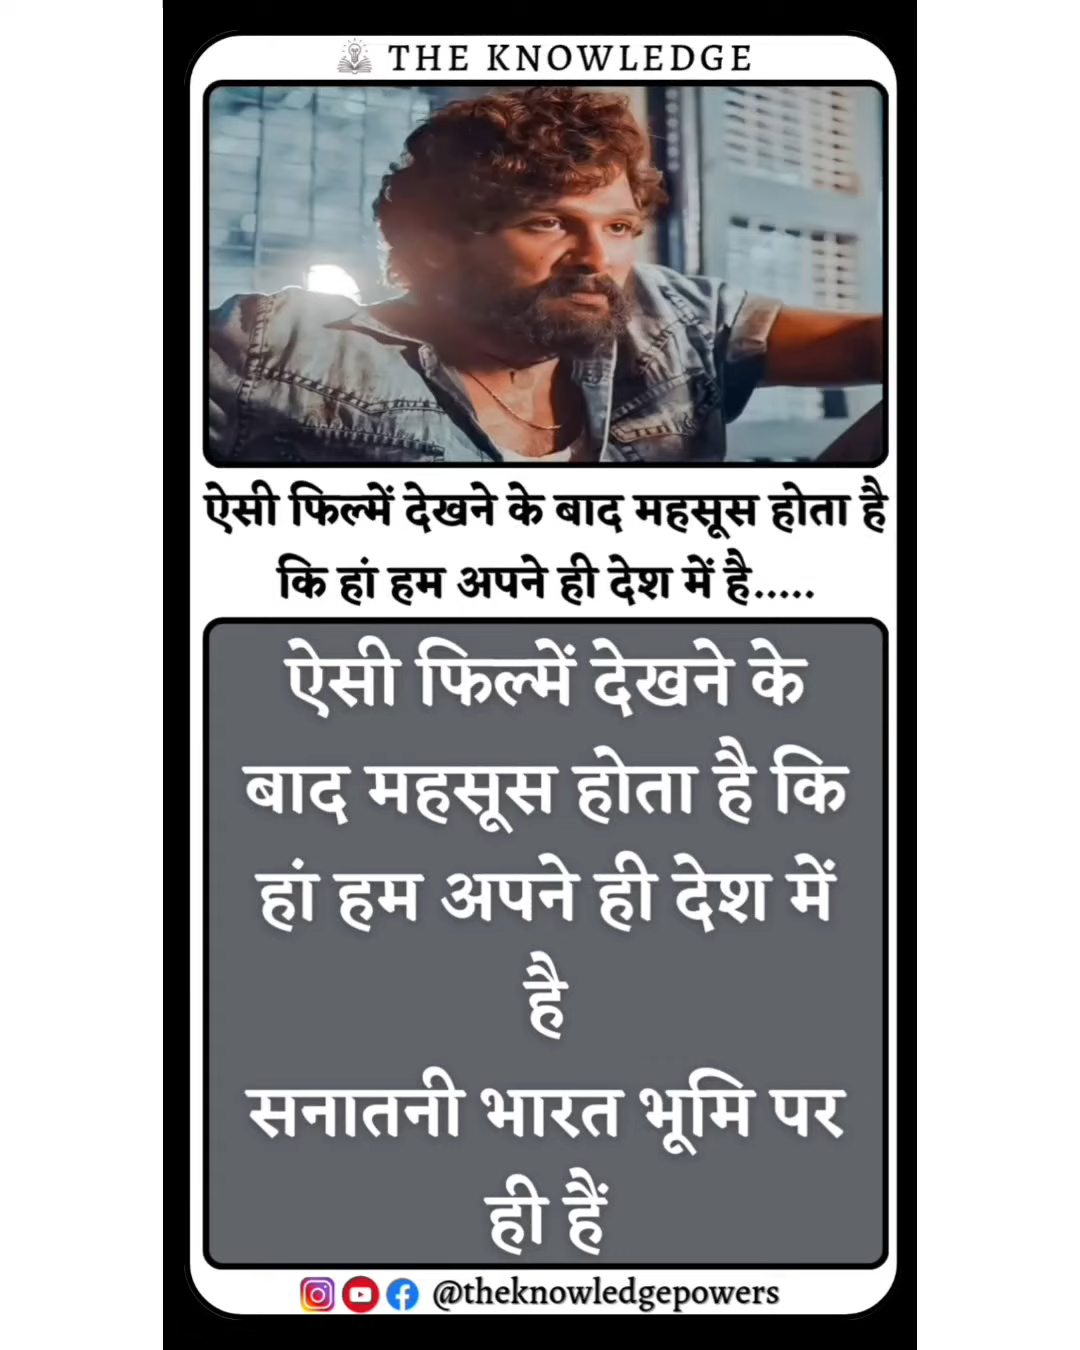 THE KNOWLEDGE
ऐसी फिल्में देखने के बाद महसूस होता है
कि हां हम अपने ही देश में है.....
ऐसी फिल्में देखने के
बाद महसूस होता है कि
हां हम अपने ही देश में
है
सनातनी भारत भूमि पर
ही हैं
@theknowledgepowers